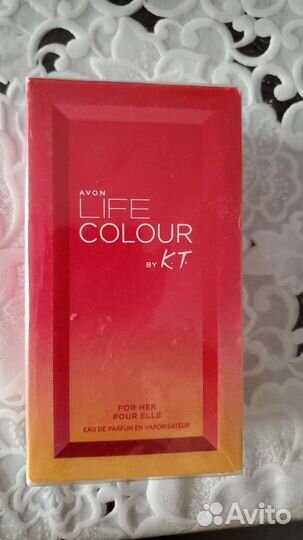 AVON
LIFE
COLOUR
BY K.T.
FOR HER
POUR ELLE
EAU DE PARFUM EN VAPORISATEUR
Avito